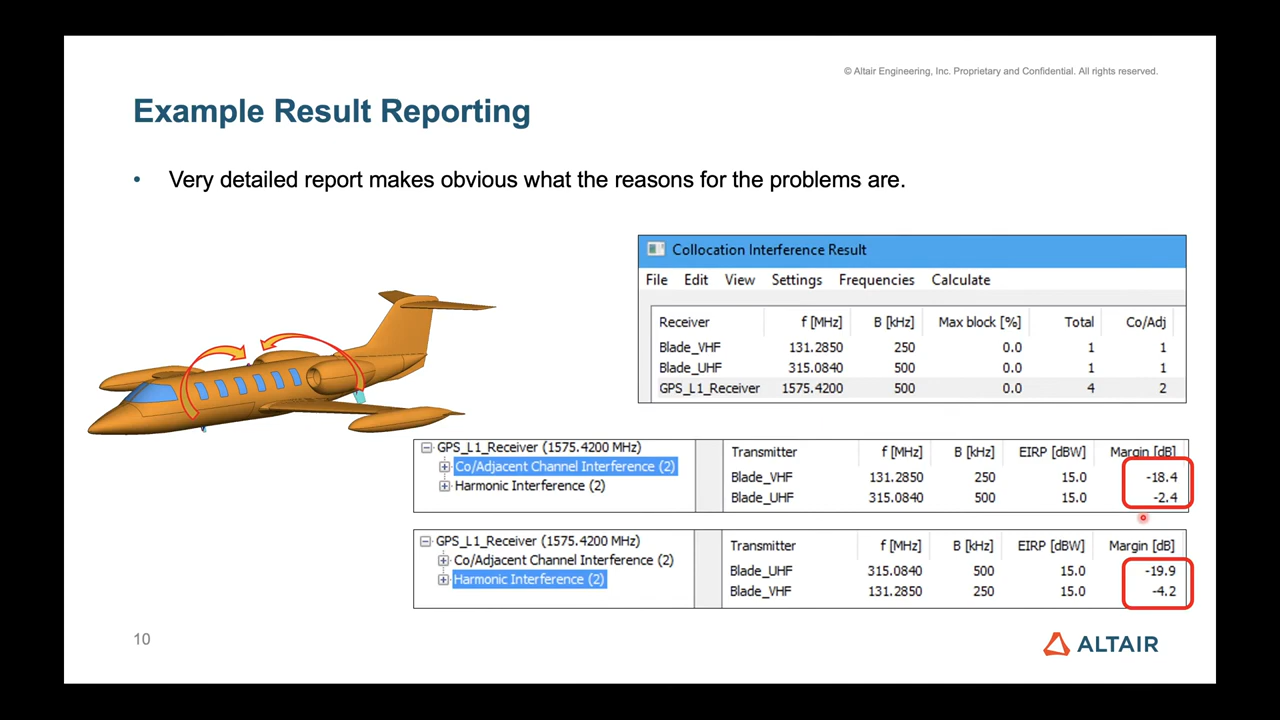 © Altair Engineering, Inc. Proprietary and Confidential. All rights reserved.
Example Result Reporting
• Very detailed report makes obvious what the reasons for the problems are.
Collocation Interference Result
File Edit View Settings Frequencies Calculate
Receiver f [MHz] B [kHz] Max block [%] Total Co/Adj
Blade_VHF 131.2850 250 0.0 1 1
Blade_UHF 315.0840 500 0.0 1 1
GPS_L1_Receiver 1575.4200 500 0.0 4 2
GPS_L1_Receiver (1575.4200 MHz)
Co/Adjacent Channel Interference (2)
Harmonic Interference (2)
Transmitter f [MHz] B [kHz] EIRP [dBW] Margin [dB]
Blade_VHF 131.2850 250 15.0 -18.4
Blade_UHF 315.0840 500 15.0 -2.4
GPS_L1_Receiver (1575.4200 MHz)
Co/Adjacent Channel Interference (2)
Harmonic Interference (2)
Transmitter f [MHz] B [kHz] EIRP [dBW] Margin [dB]
Blade_UHF 315.0840 500 15.0 -19.9
Blade_VHF 131.2850 250 15.0 -4.2
10
ALTAIR